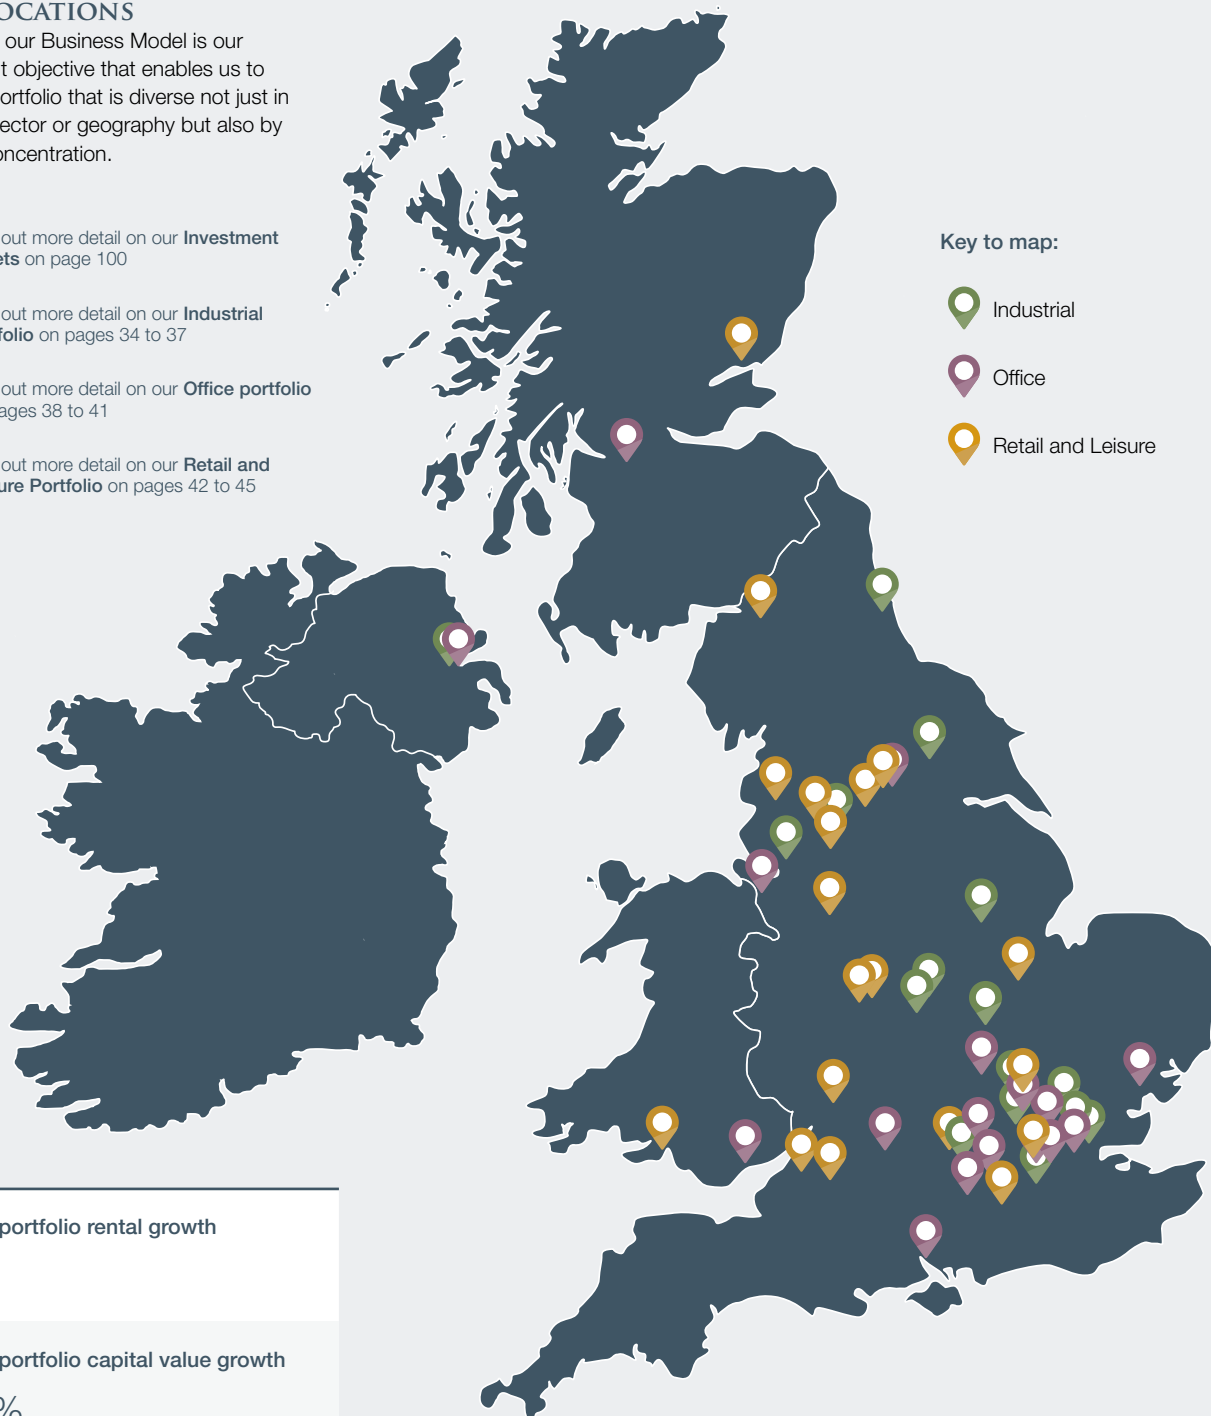 OCATIONS
our Business Model is our
t objective that enables us to
ortfolio that is diverse not just in
ector or geography but also by
oncentration.
out more detail on our Investment
ets on page 100
out more detail on our Industrial
folio on pages 34 to 37
out more detail on our Office portfolio
ages 38 to 41
out more detail on our Retail and
ure Portfolio on pages 42 to 45
Key to map:
Industrial
Office
Retail and Leisure
portfolio rental growth
portfolio capital value growth
%